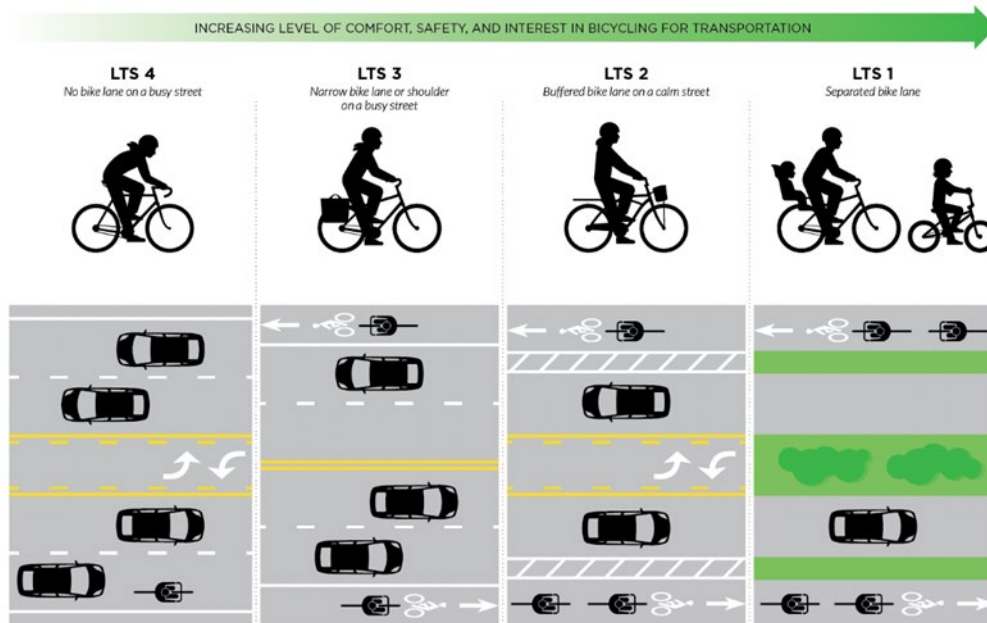 INCREASING LEVEL OF COMFORT, SAFETY, AND INTEREST IN BICYCLING FOR TRANSPORTATION
LTS 4
No bike lane on a busy street
LTS 3
Narrow bike lane or shoulder
on a busy street
LTS 2
Buffered bike lane on a calm street
LTS 1
Separated bike lane